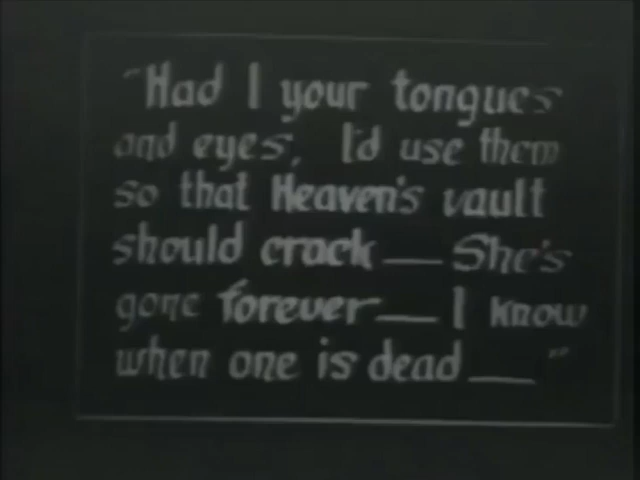 "Had I your tongues
and eyes, I'd use them
so that Heaven's vault
should crack — She's
gone forever — I know
when one is dead — "